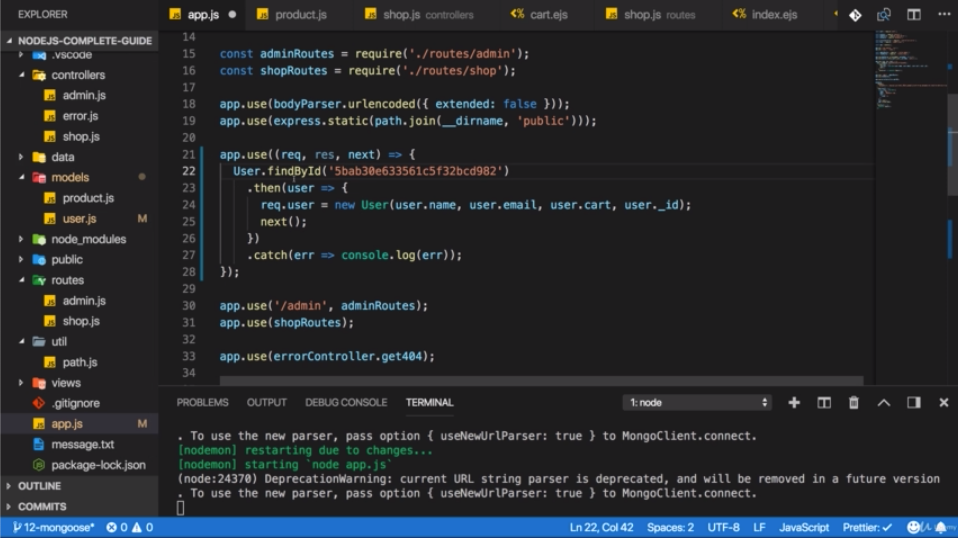 EXPLORER
app.js
product.js
shop.js controllers
cart.ejs
shop.js routes
index.ejs
NODEJS-COMPLETE-GUIDE
.vscode
controllers
admin.js
error.js
shop.js
data
models
product.js
user.js M
node_modules
public
routes
admin.js
shop.js
util
path.js
views
.gitignore
app.js M
message.txt
package-lock.json
OUTLINE
COMMITS
14
15 const adminRoutes = require('./routes/admin');
16 const shopRoutes = require('./routes/shop');
17
18 app.use(bodyParser.urlencoded({ extended: false }));
19 app.use(express.static(path.join(__dirname, 'public')));
20
21 app.use((req, res, next) => {
22 User.findById('5bab30e633561c5f32bcd982')
23 .then(user => {
24 req.user = new User(user.name, user.email, user.cart, user._id);
25 next();
26 })
27 .catch(err => console.log(err));
28 });
29
30 app.use('/admin', adminRoutes);
31 app.use(shopRoutes);
32
33 app.use(errorController.get404);
34
PROBLEMS OUTPUT DEBUG CONSOLE TERMINAL 1: node
. To use the new parser, pass option { useNewUrlParser: true } to MongoClient.connect.
[nodemon] restarting due to changes...
[nodemon] starting `node app.js`
(node:24370) DeprecationWarning: current URL string parser is deprecated, and will be removed in a future version
. To use the new parser, pass option { useNewUrlParser: true } to MongoClient.connect.
12-mongoose* 0 0 Ln 22, Col 42 Spaces: 2 UTF-8 LF JavaScript Prettier: ✓